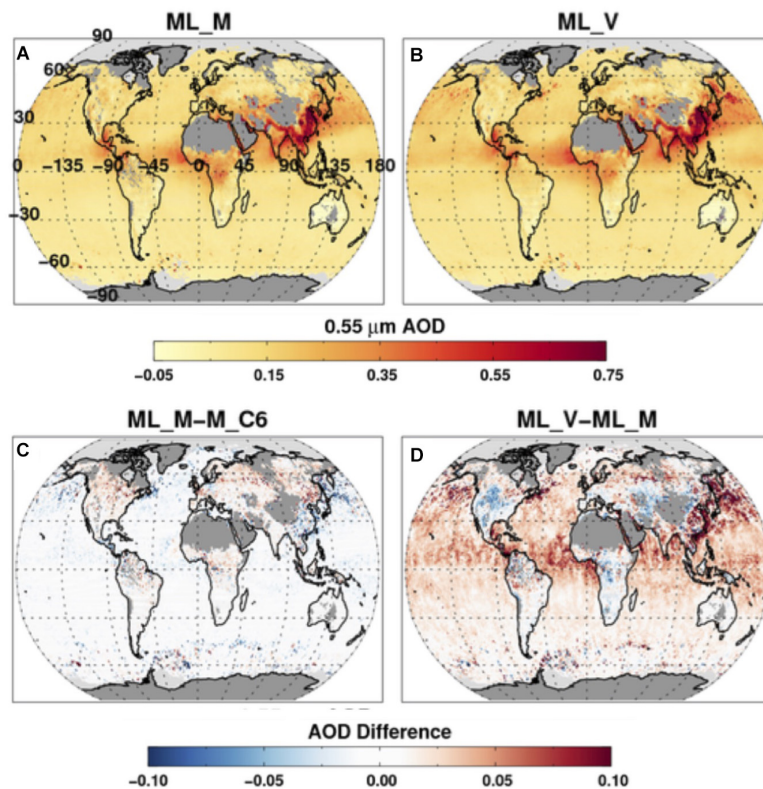 ML_M
ML_V
A
90
B
60
30
0 −135 −90 −45 0 45 90 135 180
−30
−60
−90
0.55 μm AOD
−0.05 0.15 0.35 0.55 0.75
ML_M−M_C6
ML_V−ML_M
C
D
AOD Difference
−0.10 −0.05 0.00 0.05 0.10